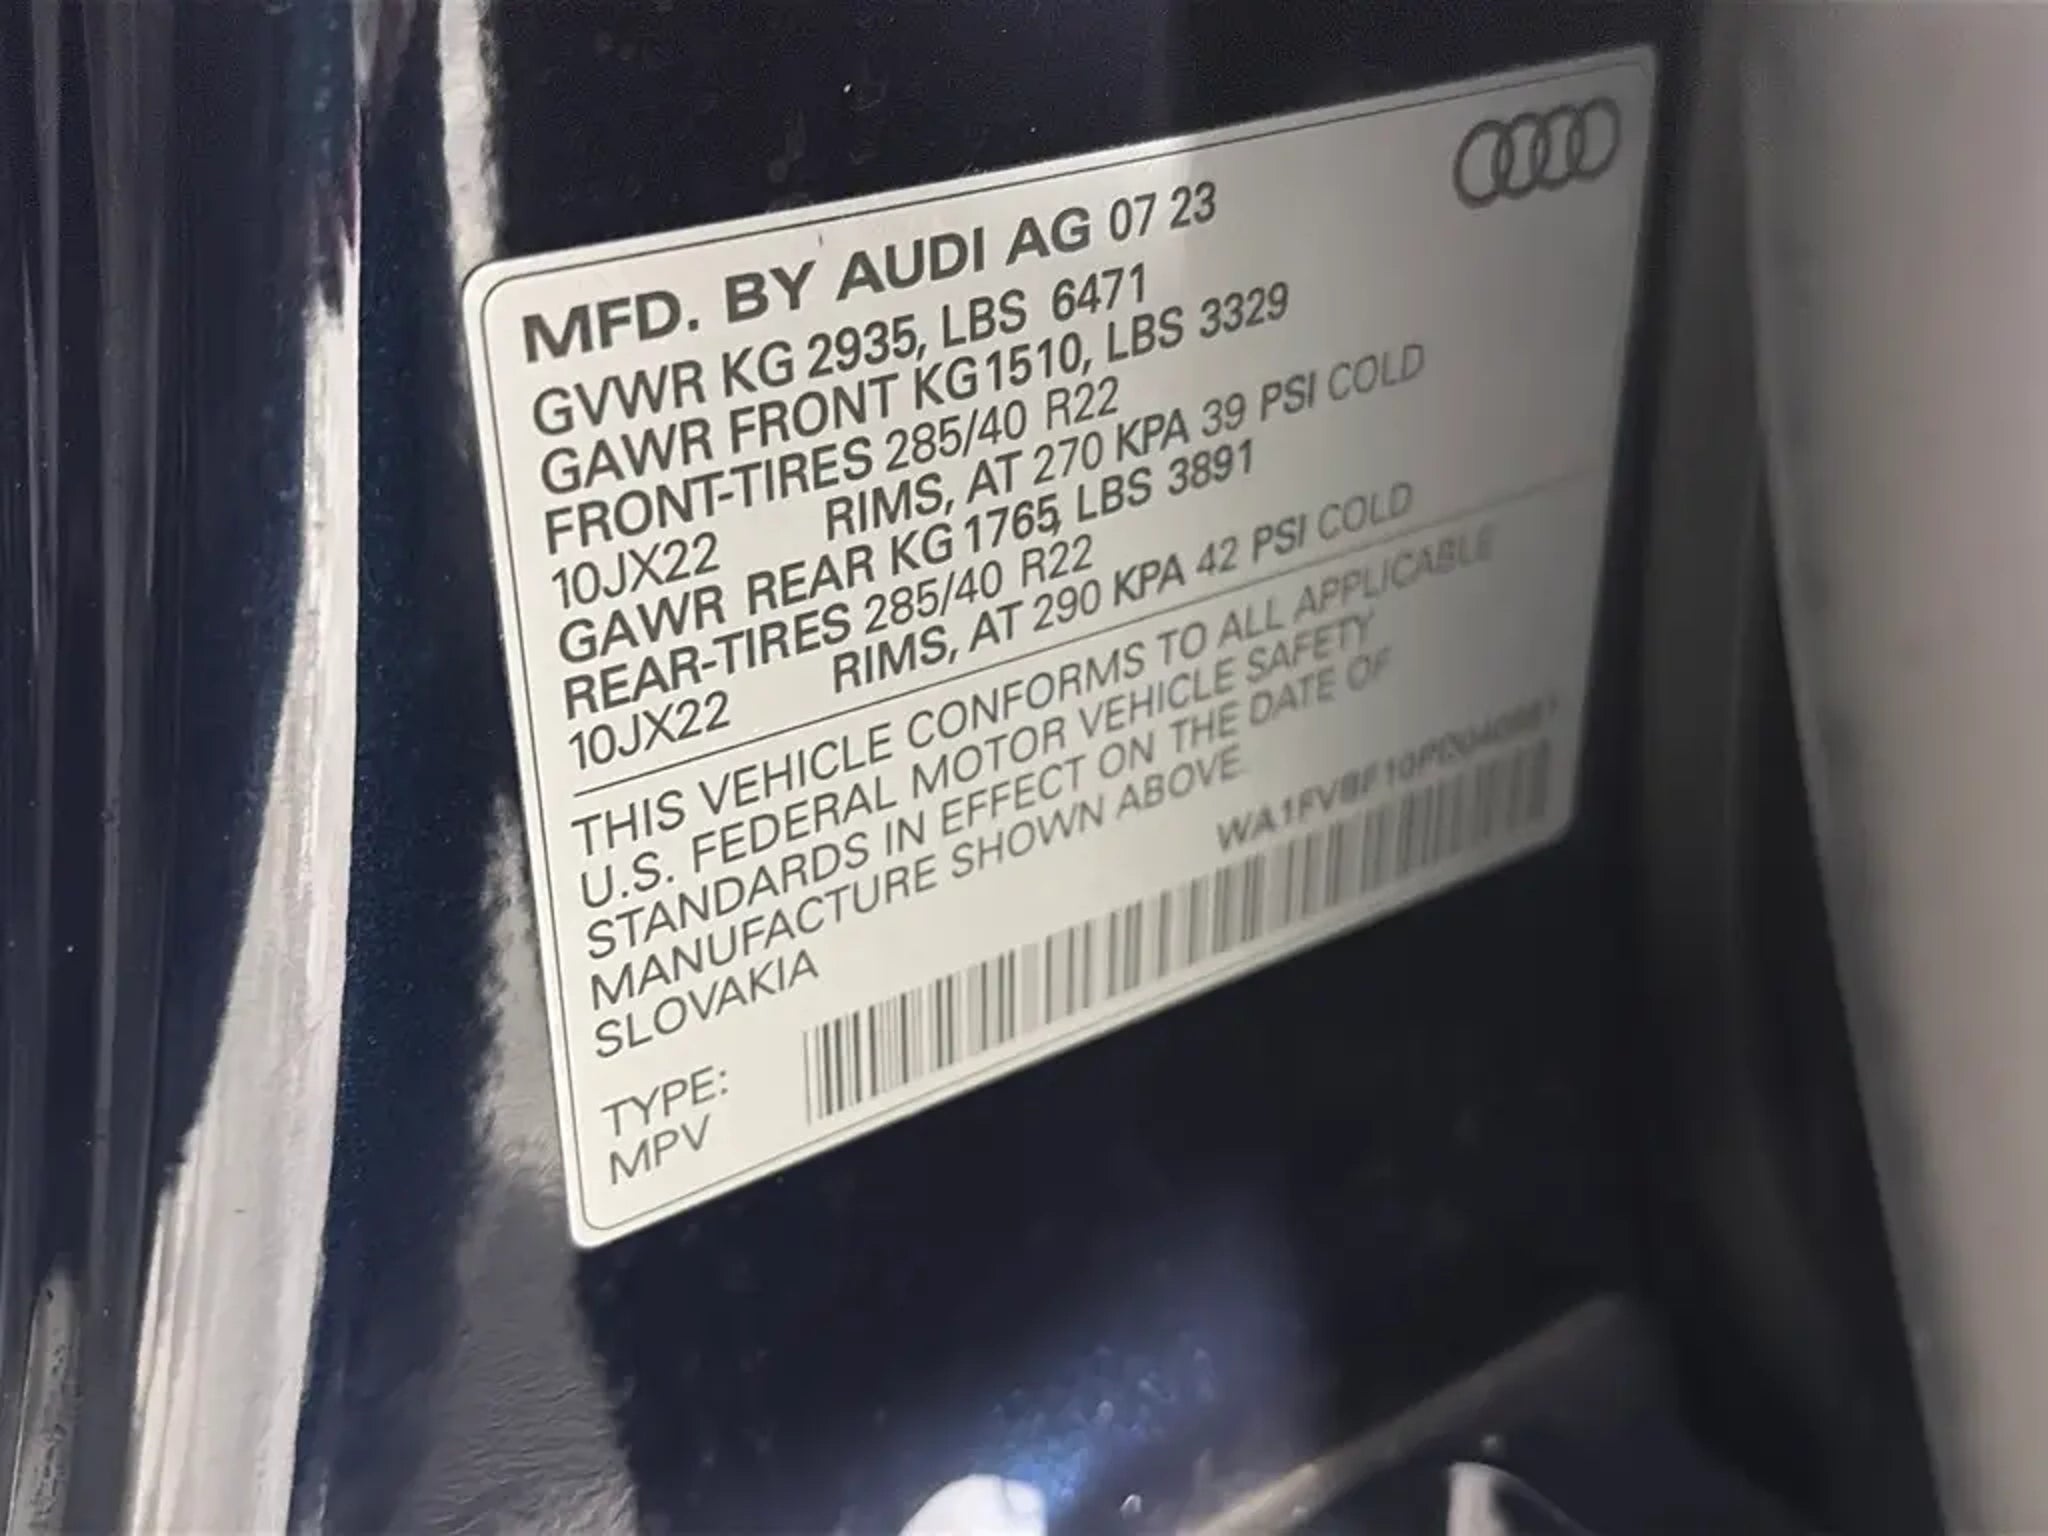 MFD. BY AUDI AG 07 23
GVWR KG 2935, LBS 6471
GAWR FRONT KG 1510, LBS 3329
FRONT-TIRES 285/40 R22
10JX22 RIMS, AT 270 KPA 39 PSI COLD
GAWR REAR KG 1765, LBS 3891
REAR-TIRES 285/40 R22
10JX22 RIMS, AT 290 KPA 42 PSI COLD
THIS VEHICLE CONFORMS TO ALL APPLICABLE
U.S. FEDERAL MOTOR VEHICLE SAFETY
STANDARDS IN EFFECT ON THE DATE OF
MANUFACTURE SHOWN ABOVE.
SLOVAKIA
TYPE:
MPV